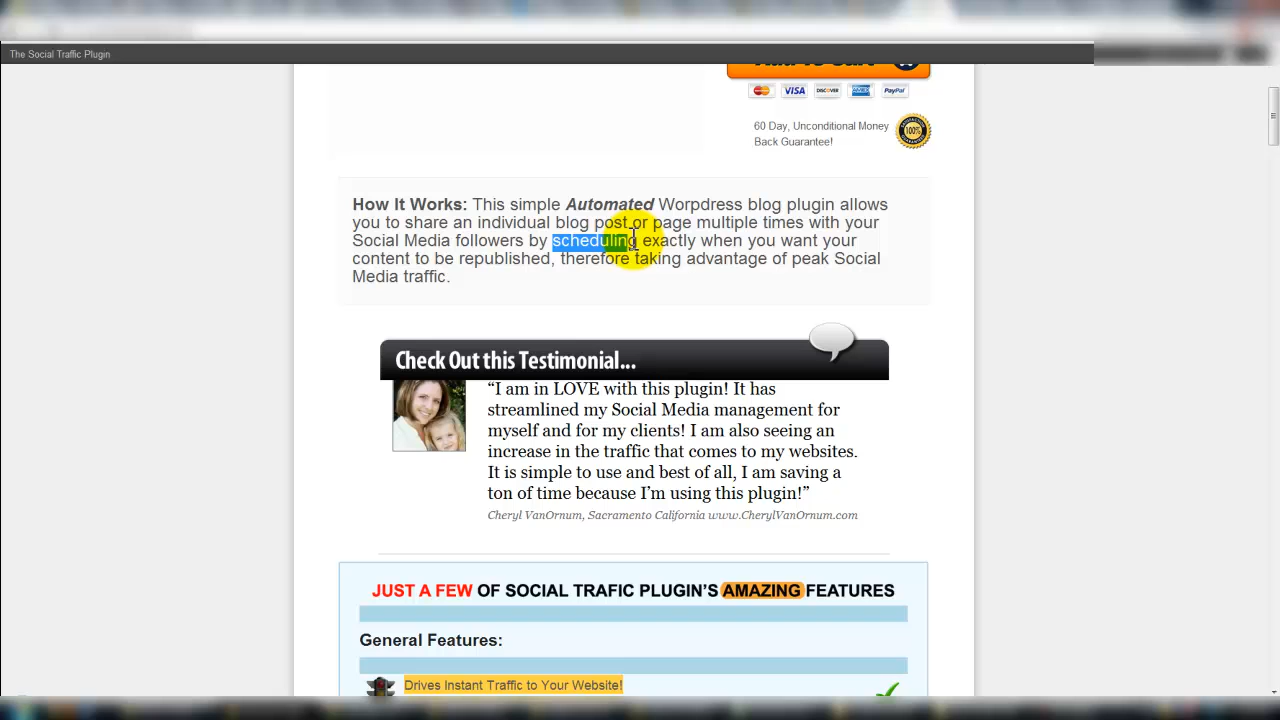 The Social Traffic Plugin
MasterCard VISA DISCOVER PayPal
60 Day, Unconditional Money
Back Guarantee!
100%
How It Works: This simple Automated Worpdress blog plugin allows
you to share an individual blog post or page multiple times with your
Social Media followers by scheduling exactly when you want your
content to be republished, therefore taking advantage of peak Social
Media traffic.
Check Out this Testimonial...
“I am in LOVE with this plugin! It has
streamlined my Social Media management for
myself and for my clients! I am also seeing an
increase in the traffic that comes to my websites.
It is simple to use and best of all, I am saving a
ton of time because I’m using this plugin!”
Cheryl VanOrnum, Sacramento California www.CherylVanOrnum.com
JUST A FEW OF SOCIAL TRAFIC PLUGIN’S AMAZING FEATURES
General Features:
Drives Instant Traffic to Your Website!